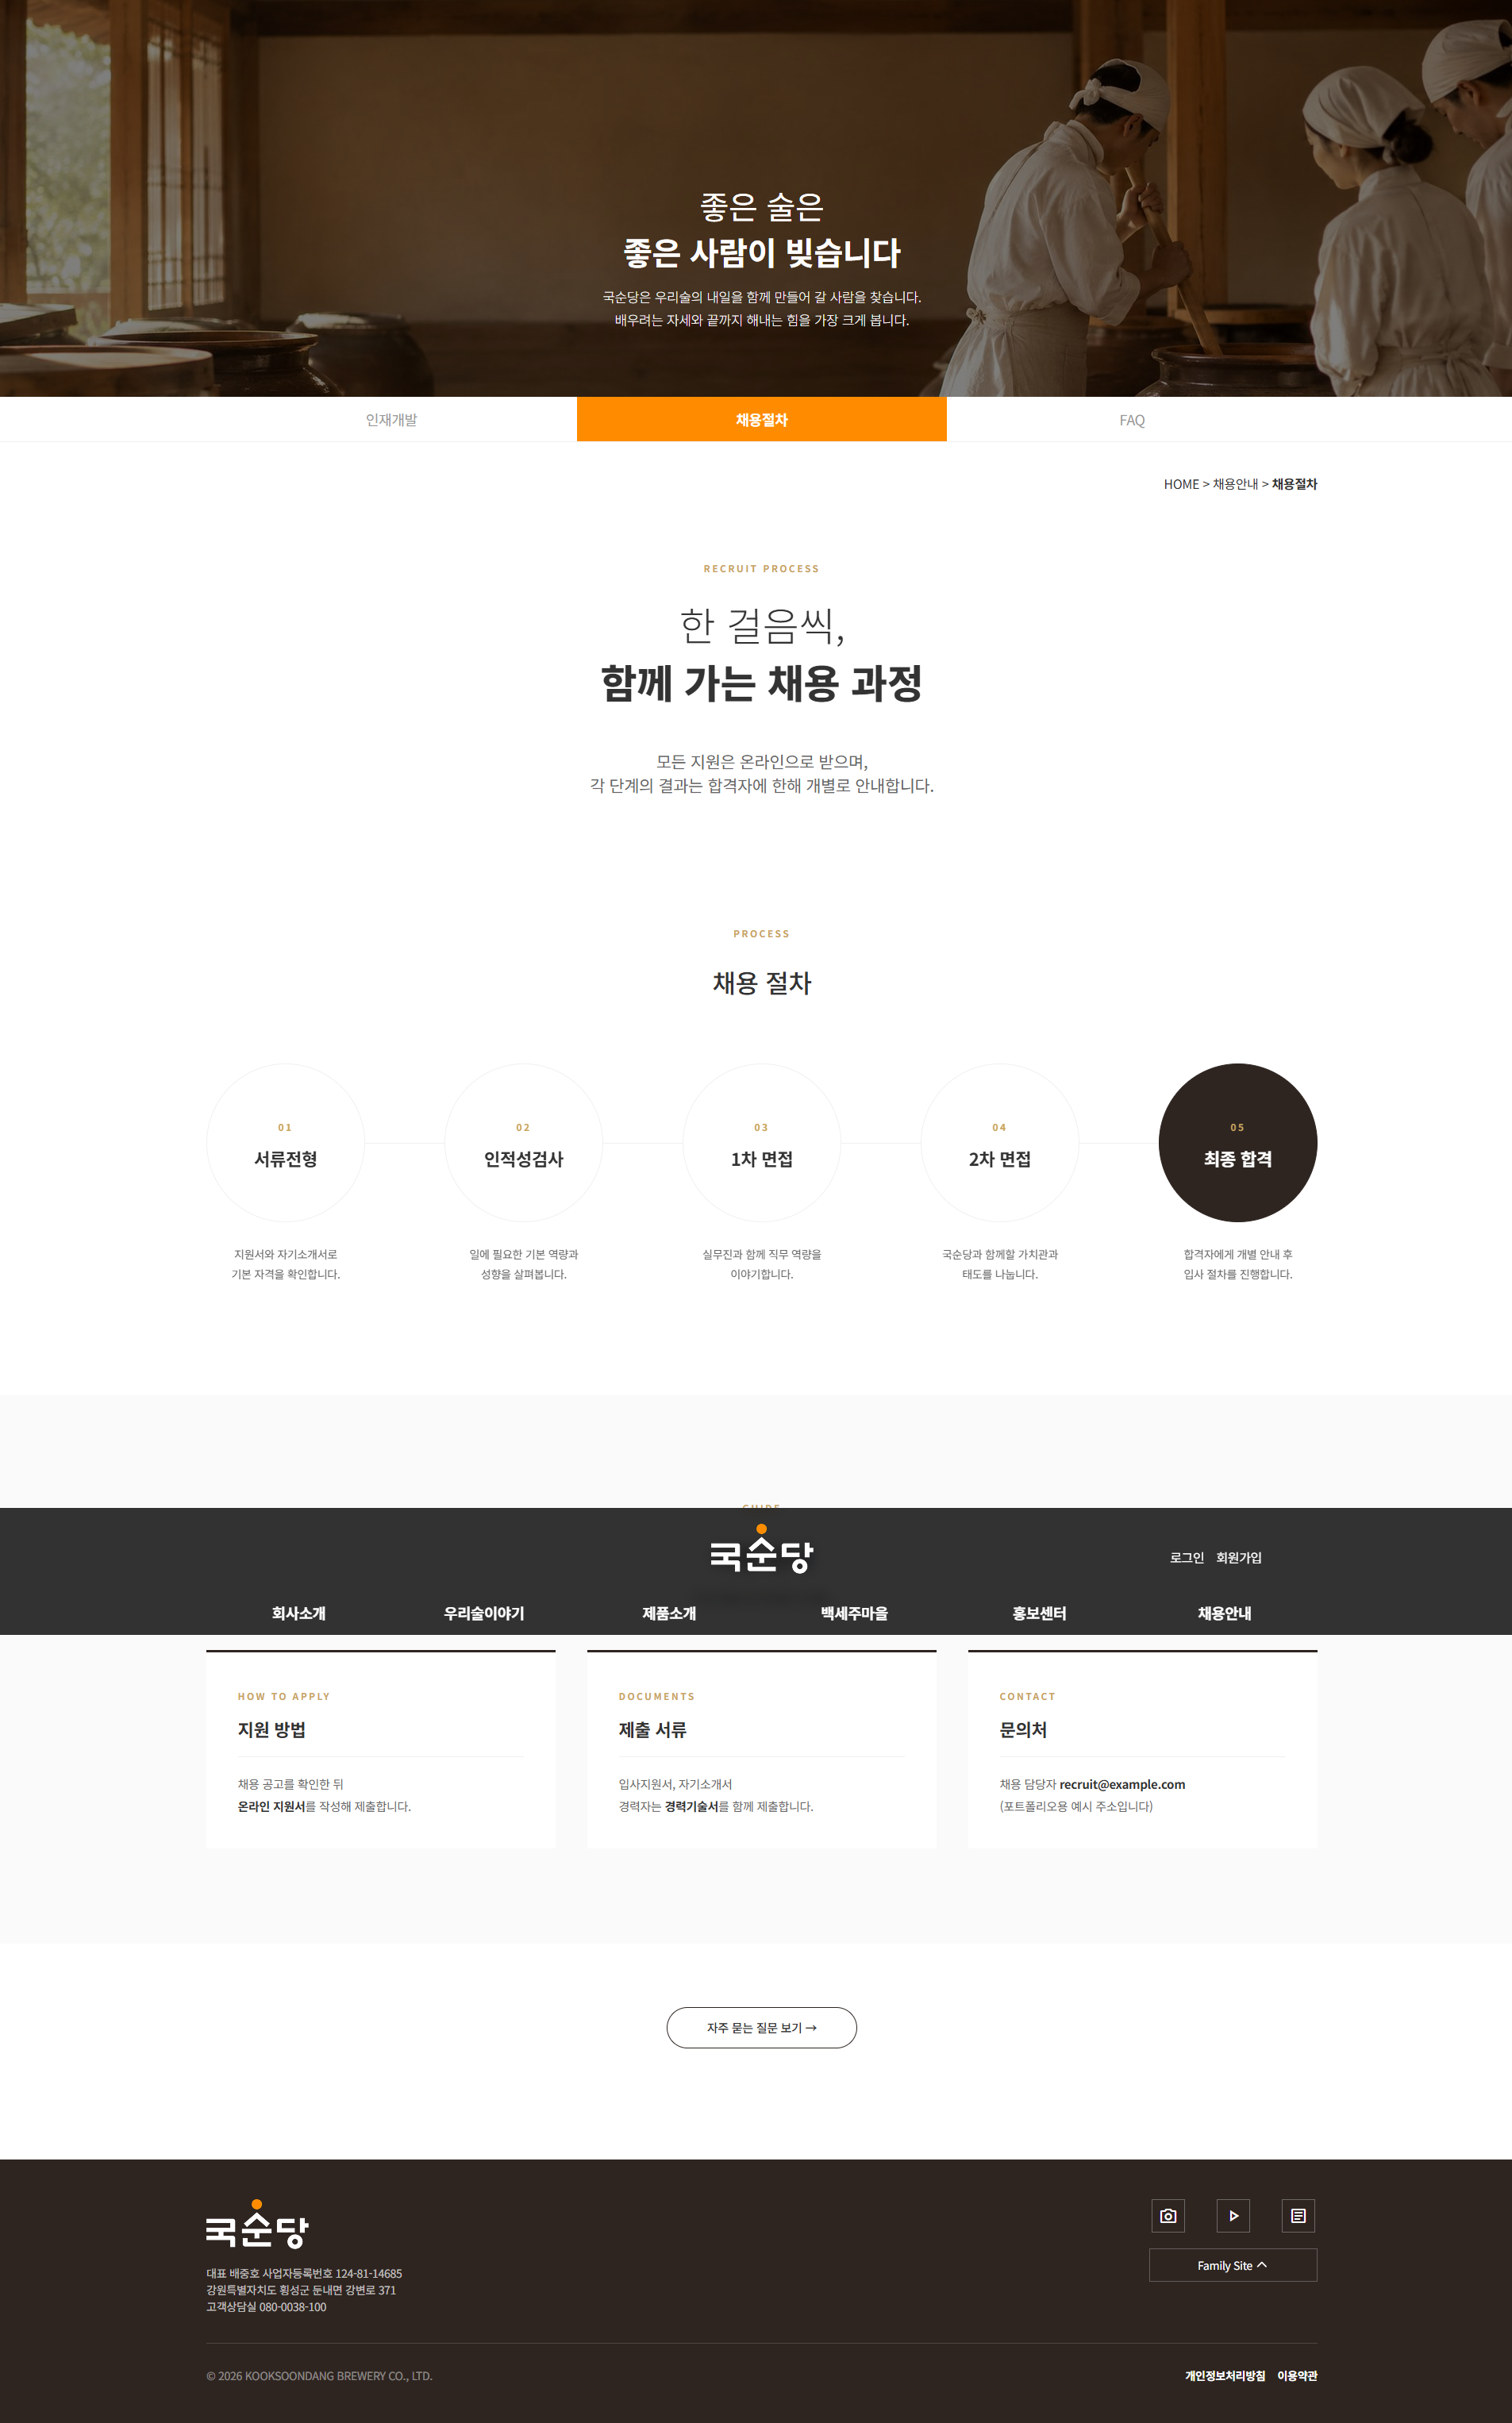 좋은 술은
좋은 사람이 빚습니다
국순당은 우리술의 내일을 함께 만들어 갈 사람을 찾습니다.
배우려는 자세와 끝까지 해내는 힘을 가장 크게 봅니다.
인재개발
채용절차
FAQ
HOME > 채용안내 > 채용절차
RECRUIT PROCESS
한 걸음씩,
함께 가는 채용 과정
모든 지원은 온라인으로 받으며,
각 단계의 결과는 합격자에 한해 개별로 안내합니다.
PROCESS
채용 절차
01
서류전형
지원서와 자기소개서로
기본 자격을 확인합니다.
02
인적성검사
일에 필요한 기본 역량과
성향을 살펴봅니다.
03
1차 면접
실무진과 함께 직무 역량을
이야기합니다.
04
2차 면접
국순당과 함께할 가치관과
태도를 나눕니다.
05
최종 합격
합격자에게 개별 안내 후
입사 절차를 진행합니다.
국순당
로그인 회원가입
회사소개
우리술이야기
제품소개
백세주마을
홍보센터
채용안내
HOW TO APPLY
지원 방법
채용 공고를 확인한 뒤
온라인 지원서를 작성해 제출합니다.
DOCUMENTS
제출 서류
입사지원서, 자기소개서
경력자는 경력기술서를 함께 제출합니다.
CONTACT
문의처
채용 담당자 recruit@example.com
(포트폴리오용 예시 주소입니다)
자주 묻는 질문 보기 →
국순당
대표 배중호 사업자등록번호 124-81-14685
강원특별자치도 횡성군 둔내면 강변로 371
고객상담실 080-0038-100
Family Site
© 2026 KOOKSOONDANG BREWERY CO., LTD.
개인정보처리방침 이용약관